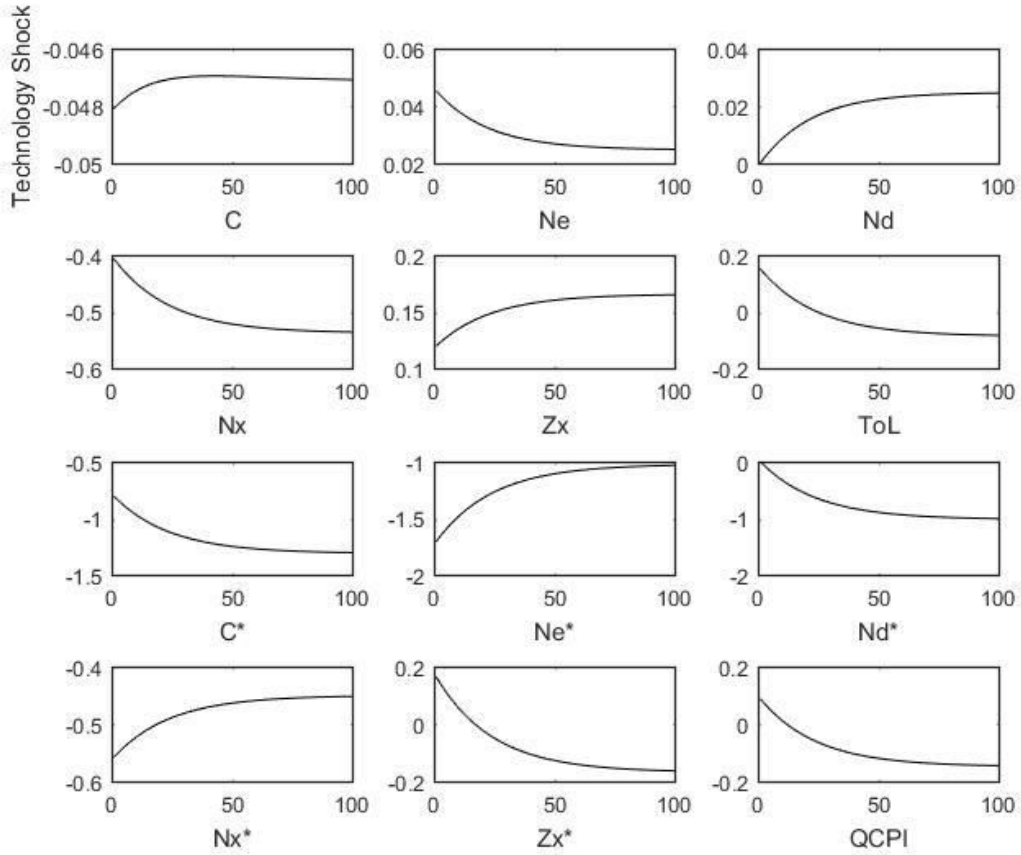 Technology Shock
-0.046 0.06 0.04
-0.048 0.04 0.02
-0.05 0.02 0
0 50 100 0 50 100 0 50 100
C Ne Nd
-0.4 0.2 0.2
-0.5 0.15 0
-0.6 0.1 -0.2
0 50 100 0 50 100 0 50 100
Nx Zx ToL
-0.5 -1 0
-1 -1.5 -1
-1.5 -2 -2
0 50 100 0 50 100 0 50 100
C* Ne* Nd*
-0.4 0.2 0.2
-0.5 0 0
-0.6 -0.2 -0.2
0 50 100 0 50 100 0 50 100
Nx* Zx* QCPI